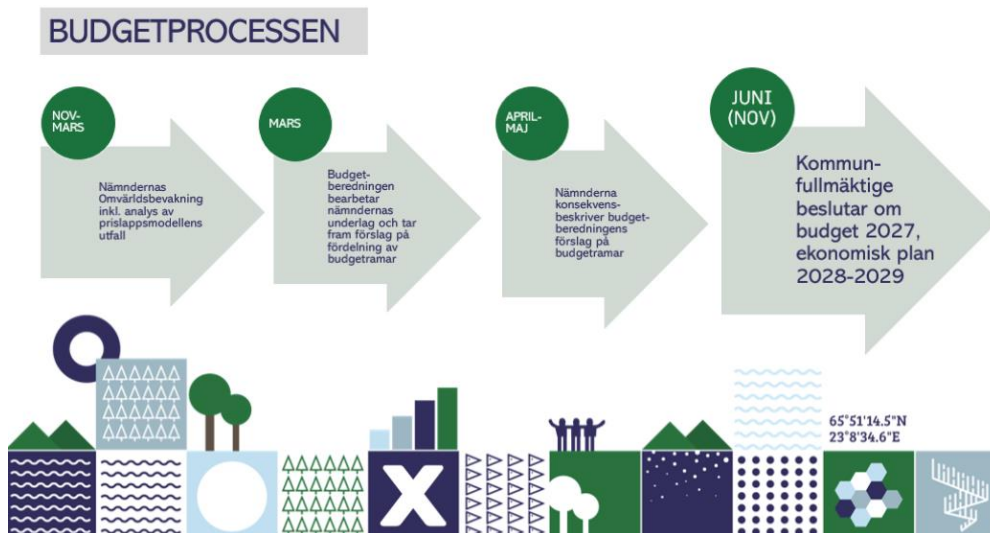 BUDGETPROCESSEN
NOV-
MARS
Nämndernas
Omvärldsbevakning
inkl. analys av
prislappsmodellens
utfall
MARS
Budget-
beredningen
bearbetar
nämndernas
underlag och tar
fram förslag på
fördelning av
budgetramar
APRIL-
MAJ
Nämnderna
konsekvens-
beskriver budget-
beredningens
förslag på
budgetramar
JUNI
(NOV)
Kommun-
fullmäktige
beslutar om
budget 2027,
ekonomisk plan
2028-2029
65°51'14.5"N
23°8'34.6"E
X